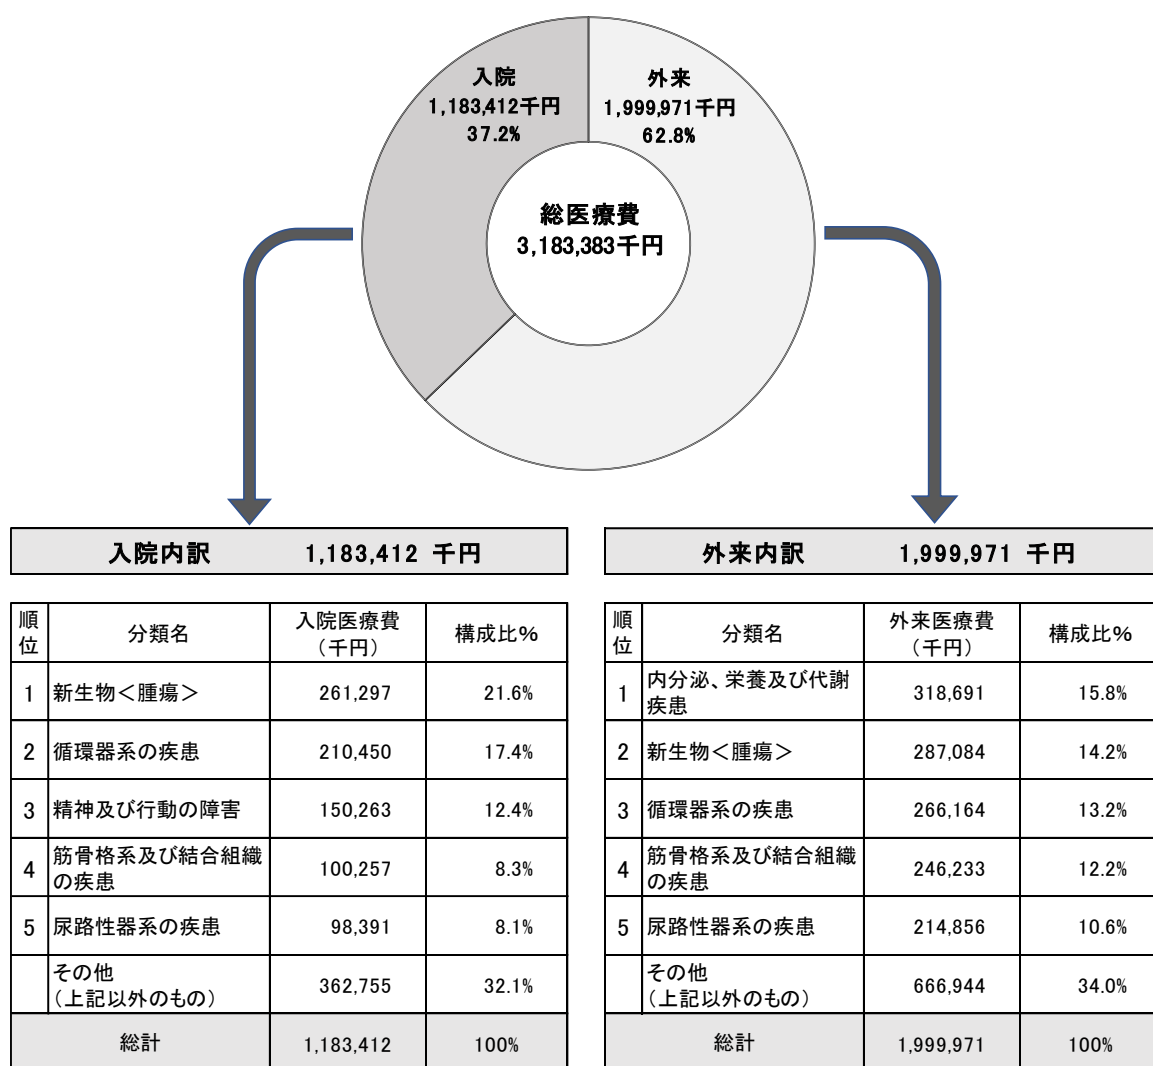 入院
1,183,412千円
37.2%
外来
1,999,971千円
62.8%
総医療費
3,183,383千円
入院内訳 1,183,412 千円
順位 分類名 入院医療費（千円） 構成比%
1 新生物＜腫瘍＞ 261,297 21.6%
2 循環器系の疾患 210,450 17.4%
3 精神及び行動の障害 150,263 12.4%
4 筋骨格系及び結合組織の疾患 100,257 8.3%
5 尿路性器系の疾患 98,391 8.1%
その他（上記以外のもの） 362,755 32.1%
総計 1,183,412 100%
外来内訳 1,999,971 千円
順位 分類名 外来医療費（千円） 構成比%
1 内分泌、栄養及び代謝疾患 318,691 15.8%
2 新生物＜腫瘍＞ 287,084 14.2%
3 循環器系の疾患 266,164 13.2%
4 筋骨格系及び結合組織の疾患 246,233 12.2%
5 尿路性器系の疾患 214,856 10.6%
その他（上記以外のもの） 666,944 34.0%
総計 1,999,971 100%